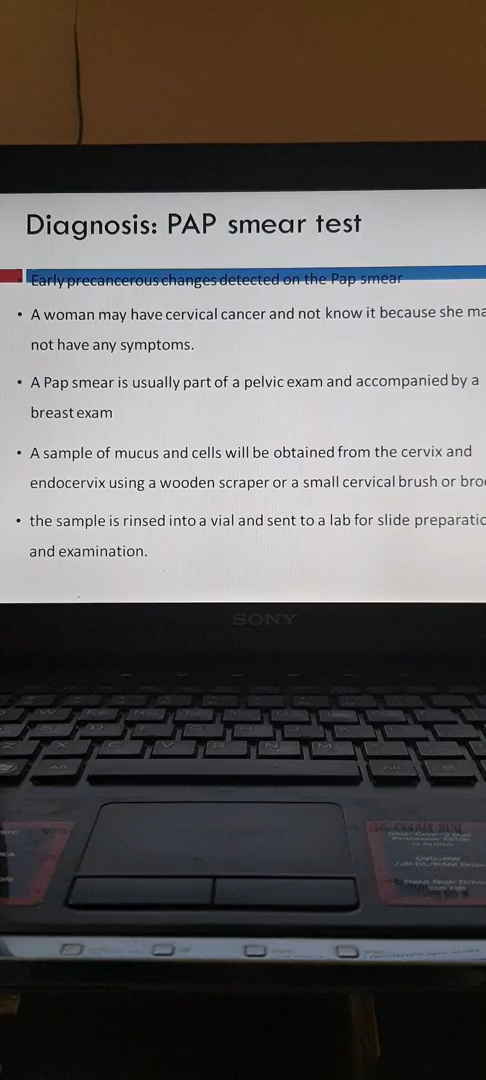 Diagnosis: PAP smear test
• Early precancerous changes detected on the Pap smear
• A woman may have cervical cancer and not know it because she ma
not have any symptoms.
• A Pap smear is usually part of a pelvic exam and accompanied by a
breast exam
• A sample of mucus and cells will be obtained from the cervix and
endocervix using a wooden scraper or a small cervical brush or bro
• the sample is rinsed into a vial and sent to a lab for slide preparatio
and examination.
SONY
Z X C V B N M
Alt Alt